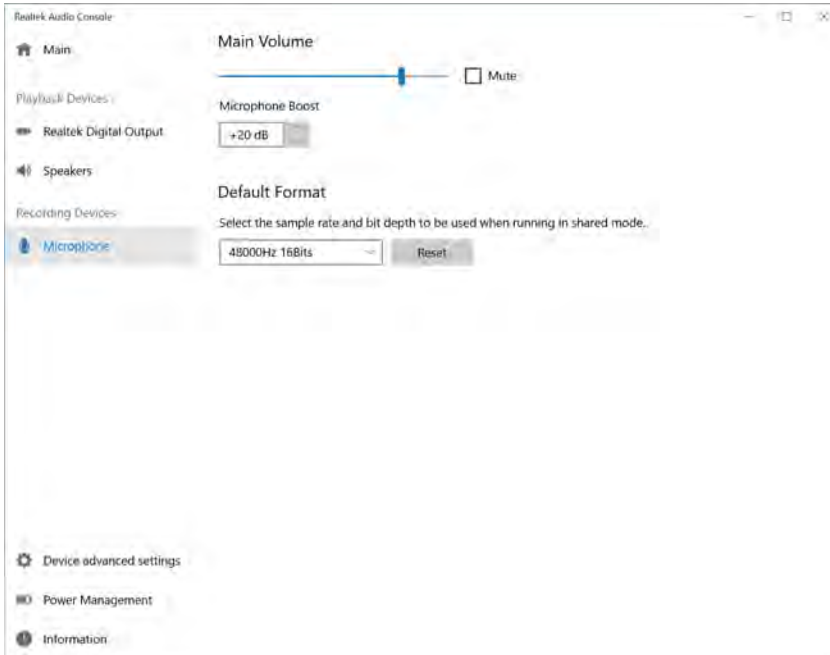 Realtek Audio Console
Main
Playback Devices
Realtek Digital Output
Speakers
Recording Devices
Microphone
Device advanced settings
Power Management
Information
Main Volume
Mute
Microphone Boost
+20 dB
Default Format
Select the sample rate and bit depth to be used when running in shared mode.
48000Hz 16Bits
Reset